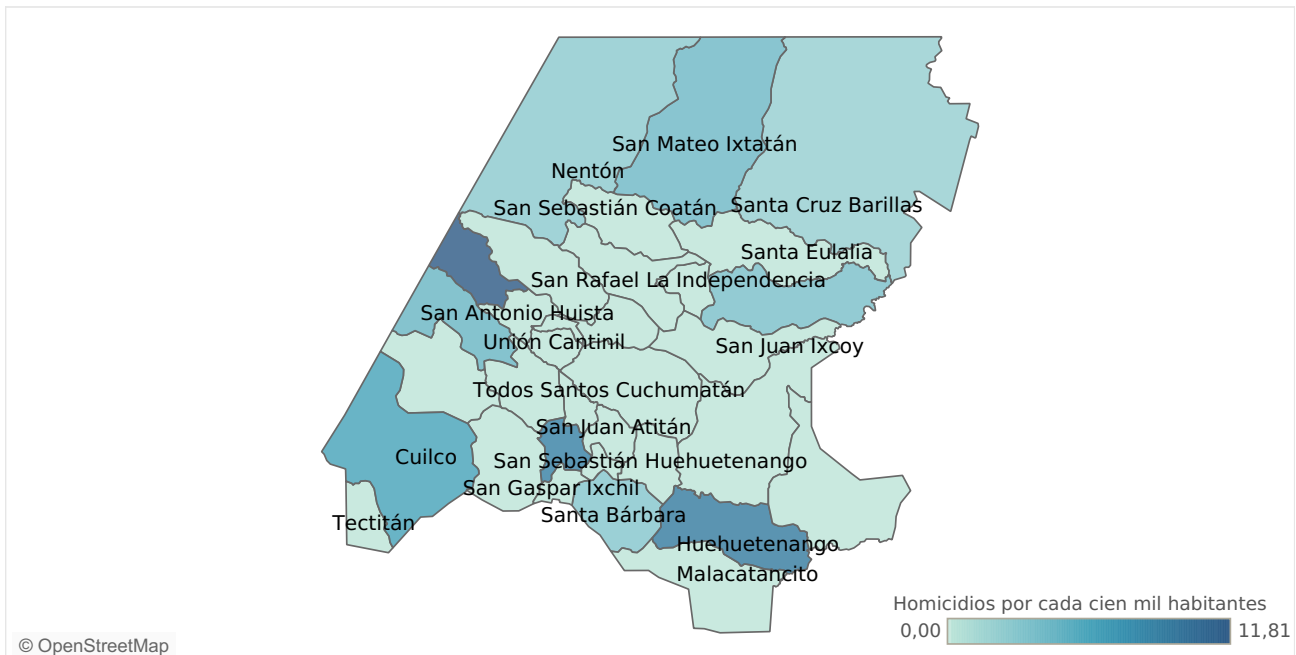 San Mateo Ixtatán
Nentón
San Sebastián Coatán
Santa Cruz Barillas
Santa Eulalia
San Rafael La Independencia
San Antonio Huista
Unión Cantinil
San Juan Ixcoy
Todos Santos Cuchumatán
San Juan Atitán
Cuilco
San Sebastián Huehuetenango
San Gaspar Ixchil
Santa Bárbara
Tectitán
Huehuetenango
Malacatancito
Homicidios por cada cien mil habitantes
0,00 11,81
© OpenStreetMap